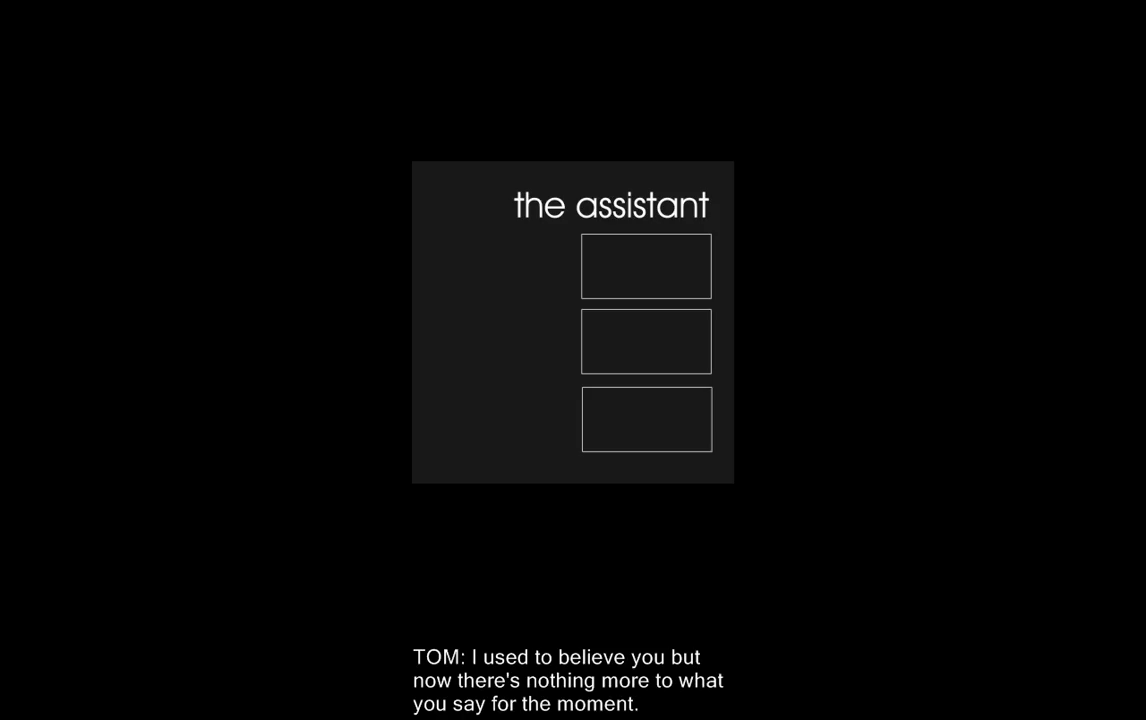 the assistant
TOM: I used to believe you but
now there's nothing more to what
you say for the moment.